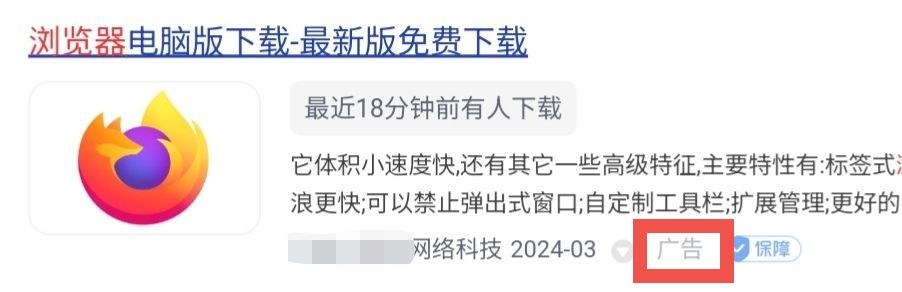 浏览器电脑版下载-最新版免费下载
最近18分钟前有人下载
它体积小速度快,还有其它一些高级特征,主要特性有:标签式
浪更快;可以禁止弹出式窗口;自定制工具栏;扩展管理;更好的
网络科技 2024-03 广告 保障